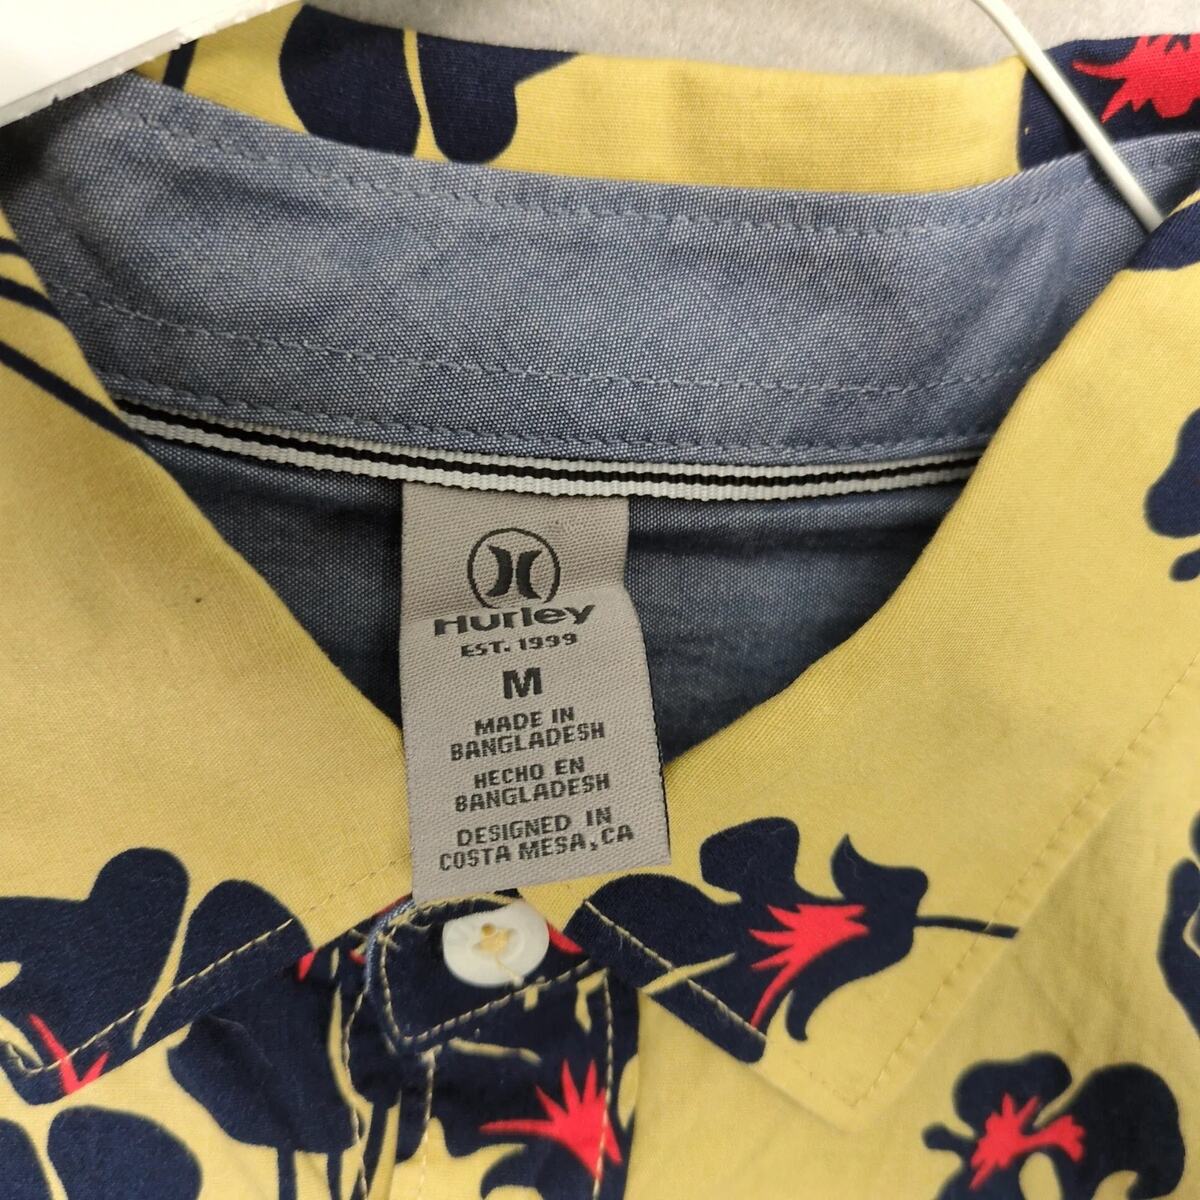 Hurley
EST. 1999
M
MADE IN
BANGLADESH
HECHO EN
BANGLADESH
DESIGNED IN
COSTA MESA, CA